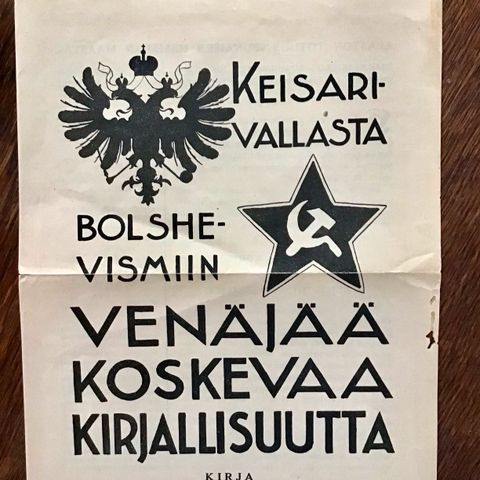 KEISARI-
VALLASTA
BOLSHE-
VISMIIN
VENÄJÄÄ
KOSKEVAA
KIRJALLISUUTTA
KIRJA